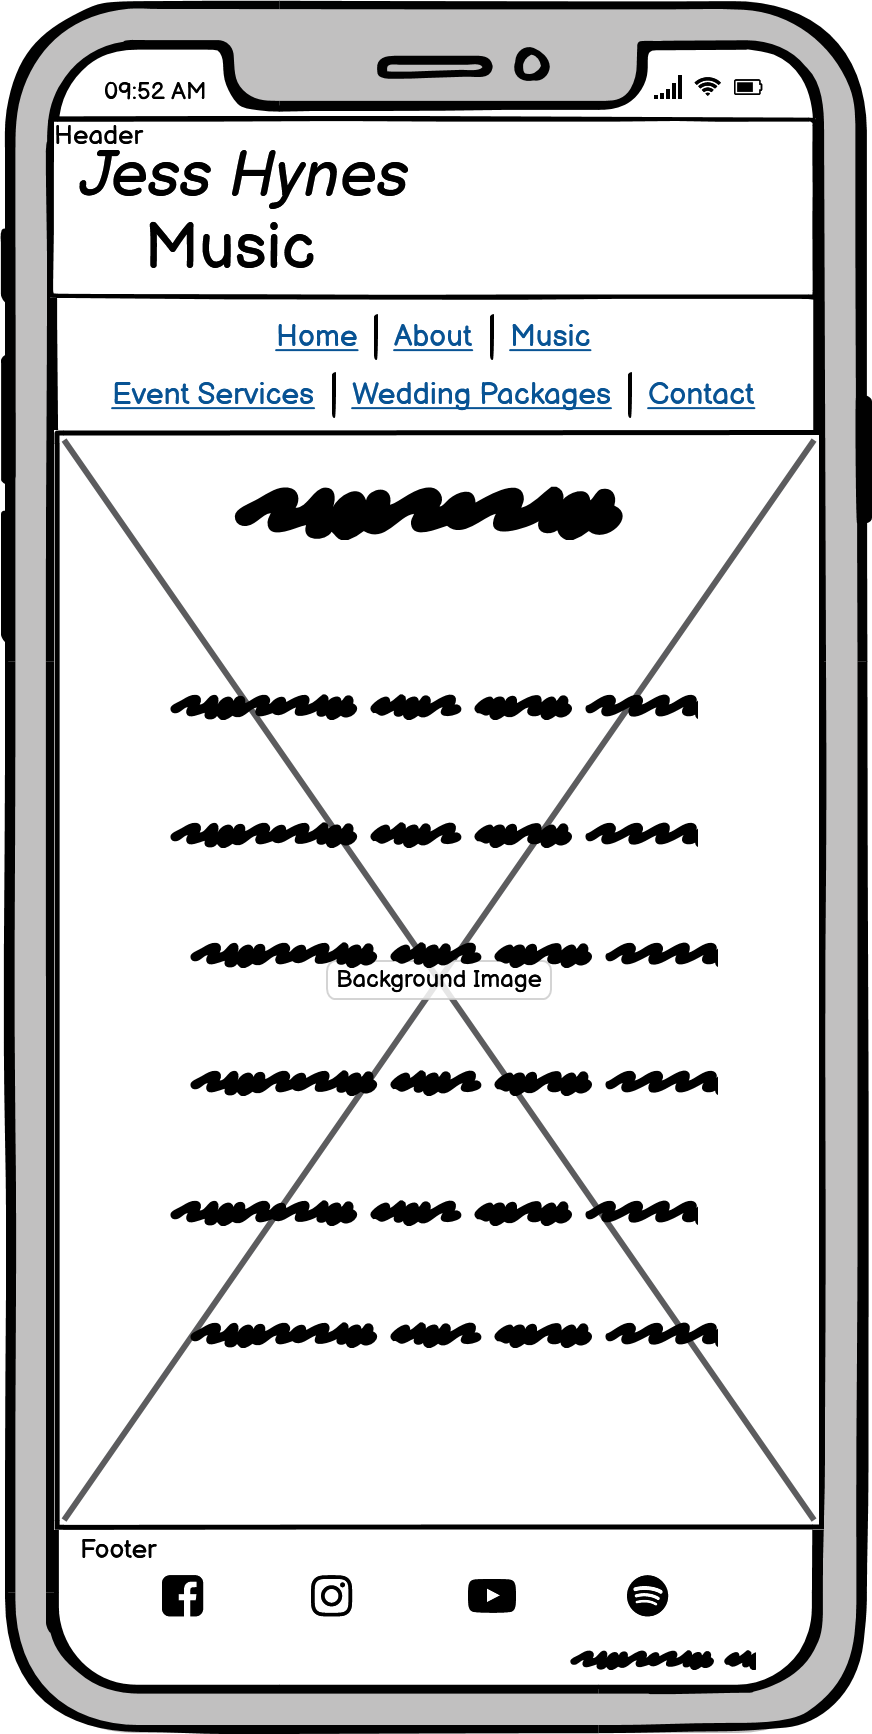 09:52 AM
Header
Jess Hynes
Music
Home | About | Music
Event Services | Wedding Packages | Contact
Background Image
Footer